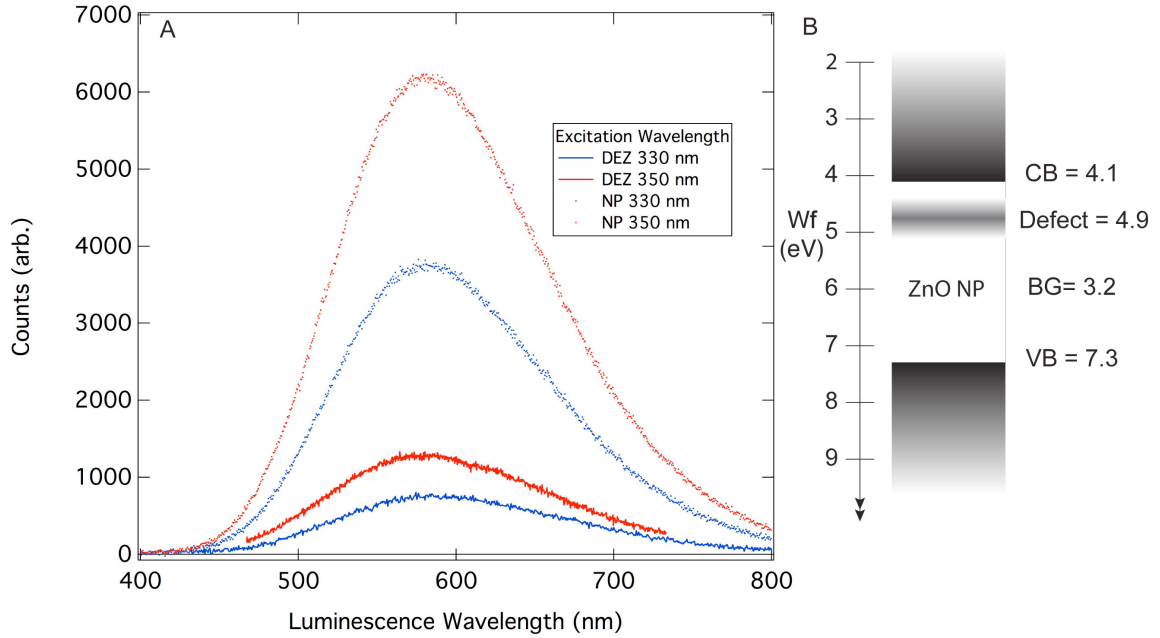 A
7000
6000
5000
4000
3000
2000
1000
0
Counts (arb.)
400
500
600
700
800
Luminescence Wavelength (nm)
Excitation Wavelength
DEZ 330 nm
DEZ 350 nm
NP 330 nm
NP 350 nm
B
2
3
4
5
6
7
8
9
Wf
(eV)
ZnO NP
CB = 4.1
Defect = 4.9
BG= 3.2
VB = 7.3